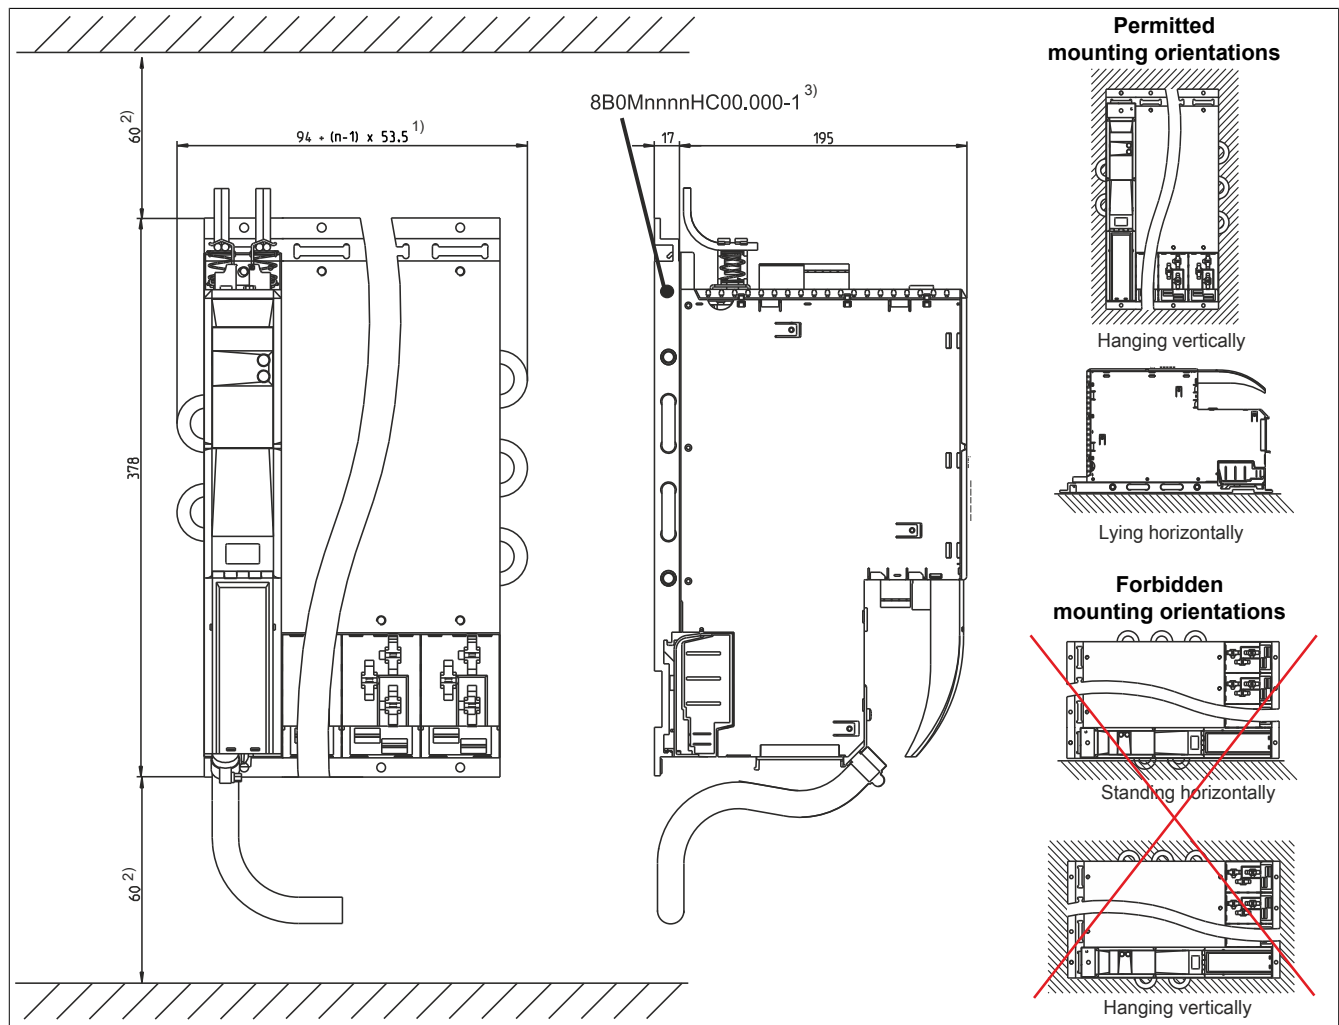 Permitted
mounting orientations
8B0MnnnnHC00.000-1 3)
60 2)
94 + (n-1) x 53.5 1)
17
195
Hanging vertically
378
Lying horizontally
Forbidden
mounting orientations
Standing horizontally
60 2)
Hanging vertically